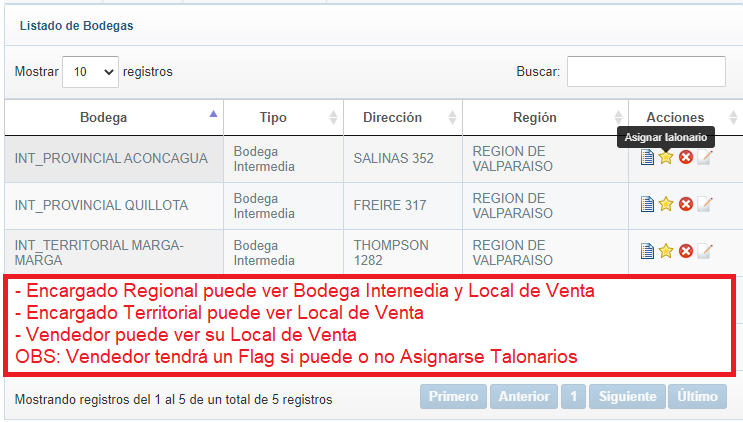 Listado de Bodegas
Mostrar 10 registros Buscar:
Bodega Tipo Dirección Región Acciones
Asignar talonario
INT_PROVINCIAL ACONCAGUA Bodega Intermedia SALINAS 352 REGION DE VALPARAISO
INT_PROVINCIAL QUILLOTA Bodega Intermedia FREIRE 317 REGION DE VALPARAISO
INT_TERRITORIAL MARGA-MARGA Bodega Intermedia THOMPSON 1282 REGION DE VALPARAISO
- Encargado Regional puede ver Bodega Internedia y Local de Venta
- Encargado Territorial puede ver Local de Venta
- Vendedor puede ver su Local de Venta
OBS: Vendedor tendrá un Flag si puede o no Asignarse Talonarios
Mostrando registros del 1 al 5 de un total de 5 registros Primero Anterior 1 Siguiente Último